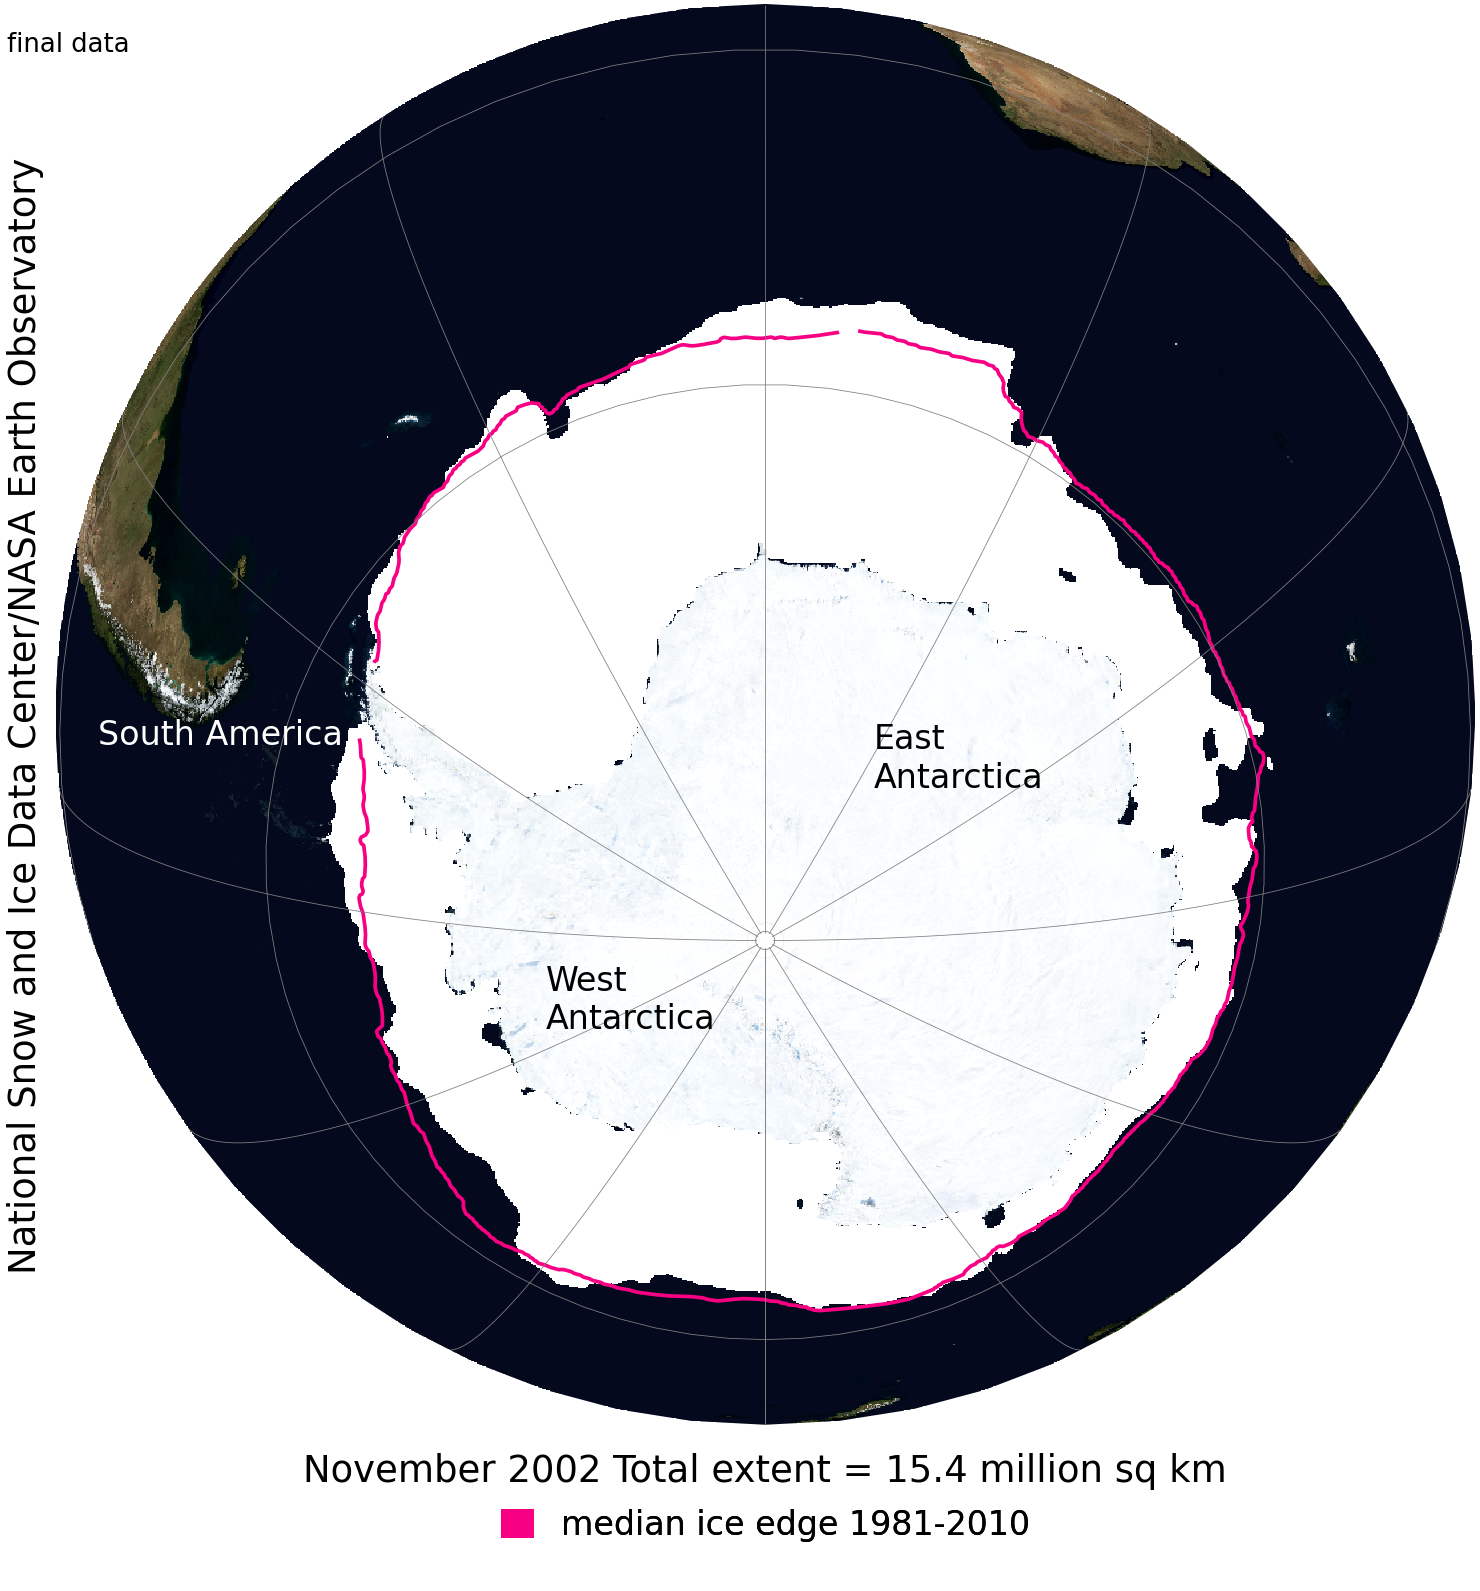 final data
National Snow and Ice Data Center/NASA Earth Observatory
South America
East
Antarctica
West
Antarctica
November 2002 Total extent = 15.4 million sq km
median ice edge 1981-2010